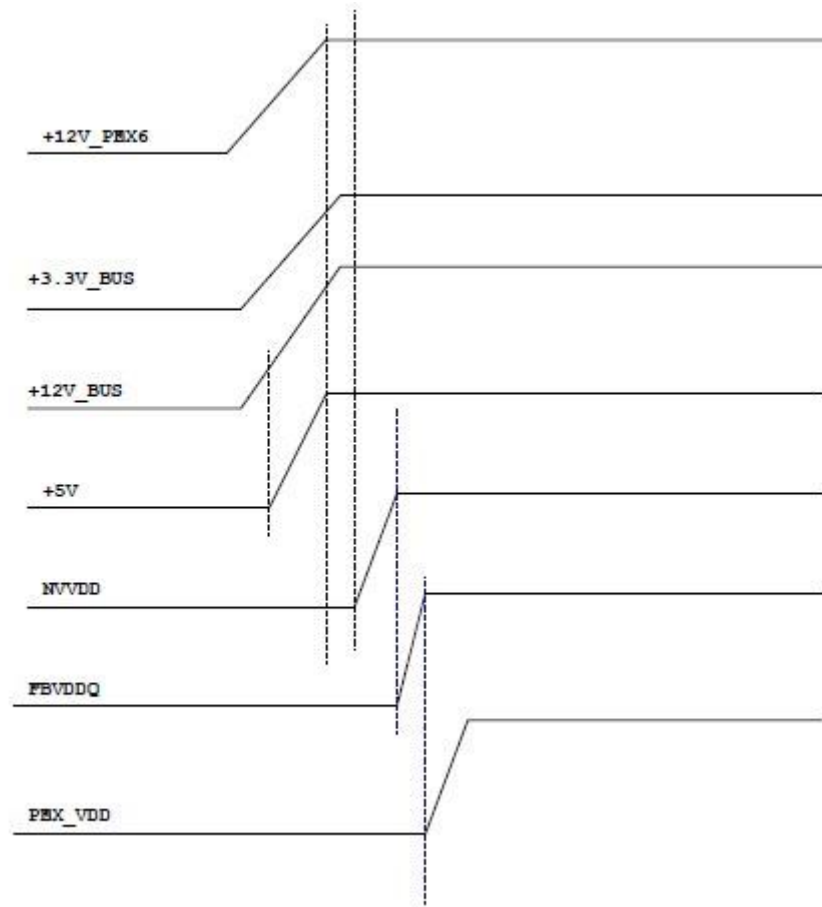 +12V_PEX6
+3.3V_BUS
+12V_BUS
+5V
NVVDD
FBVDDQ
PEX_VDD